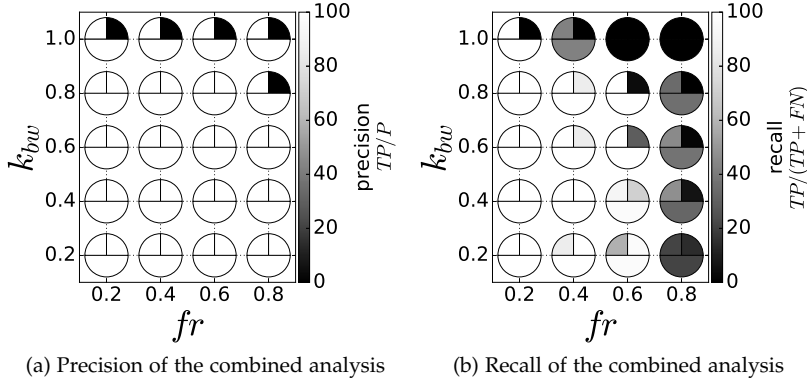 1.0
0.8
0.6
0.4
0.2
k_bw
0.2 0.4 0.6 0.8
fr
100
80
60
40
20
0
precision
TP/P
(a) Precision of the combined analysis
1.0
0.8
0.6
0.4
0.2
k_bw
0.2 0.4 0.6 0.8
fr
100
80
60
40
20
0
recall
TP/(TP + FN)
(b) Recall of the combined analysis